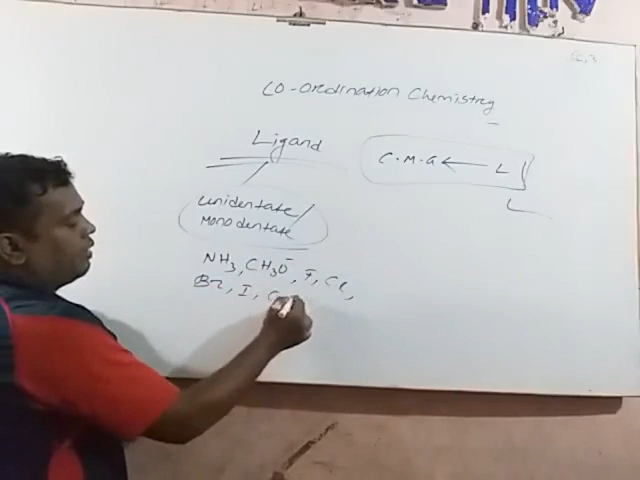 CO-Ordination Chemistry
Ligand
C.M.A ← L
L
Unidentate/
Monodentate
NH3, CH3O⁻, F, Cl,
Br, I, C